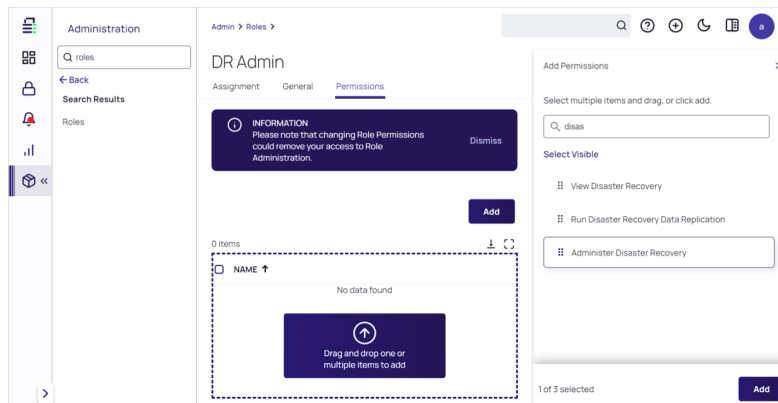 Administration
roles
Back
Search Results
Roles
Admin > Roles >
a
DR Admin
Assignment General Permissions
INFORMATION
Please note that changing Role Permissions
could remove your access to Role
Administration.
Dismiss
Add
0 items
NAME
No data found
Drag and drop one or
multiple items to add
Add Permissions
Select multiple items and drag, or click add.
disas
Select Visible
View Disaster Recovery
Run Disaster Recovery Data Replication
Administer Disaster Recovery
1 of 3 selected
Add